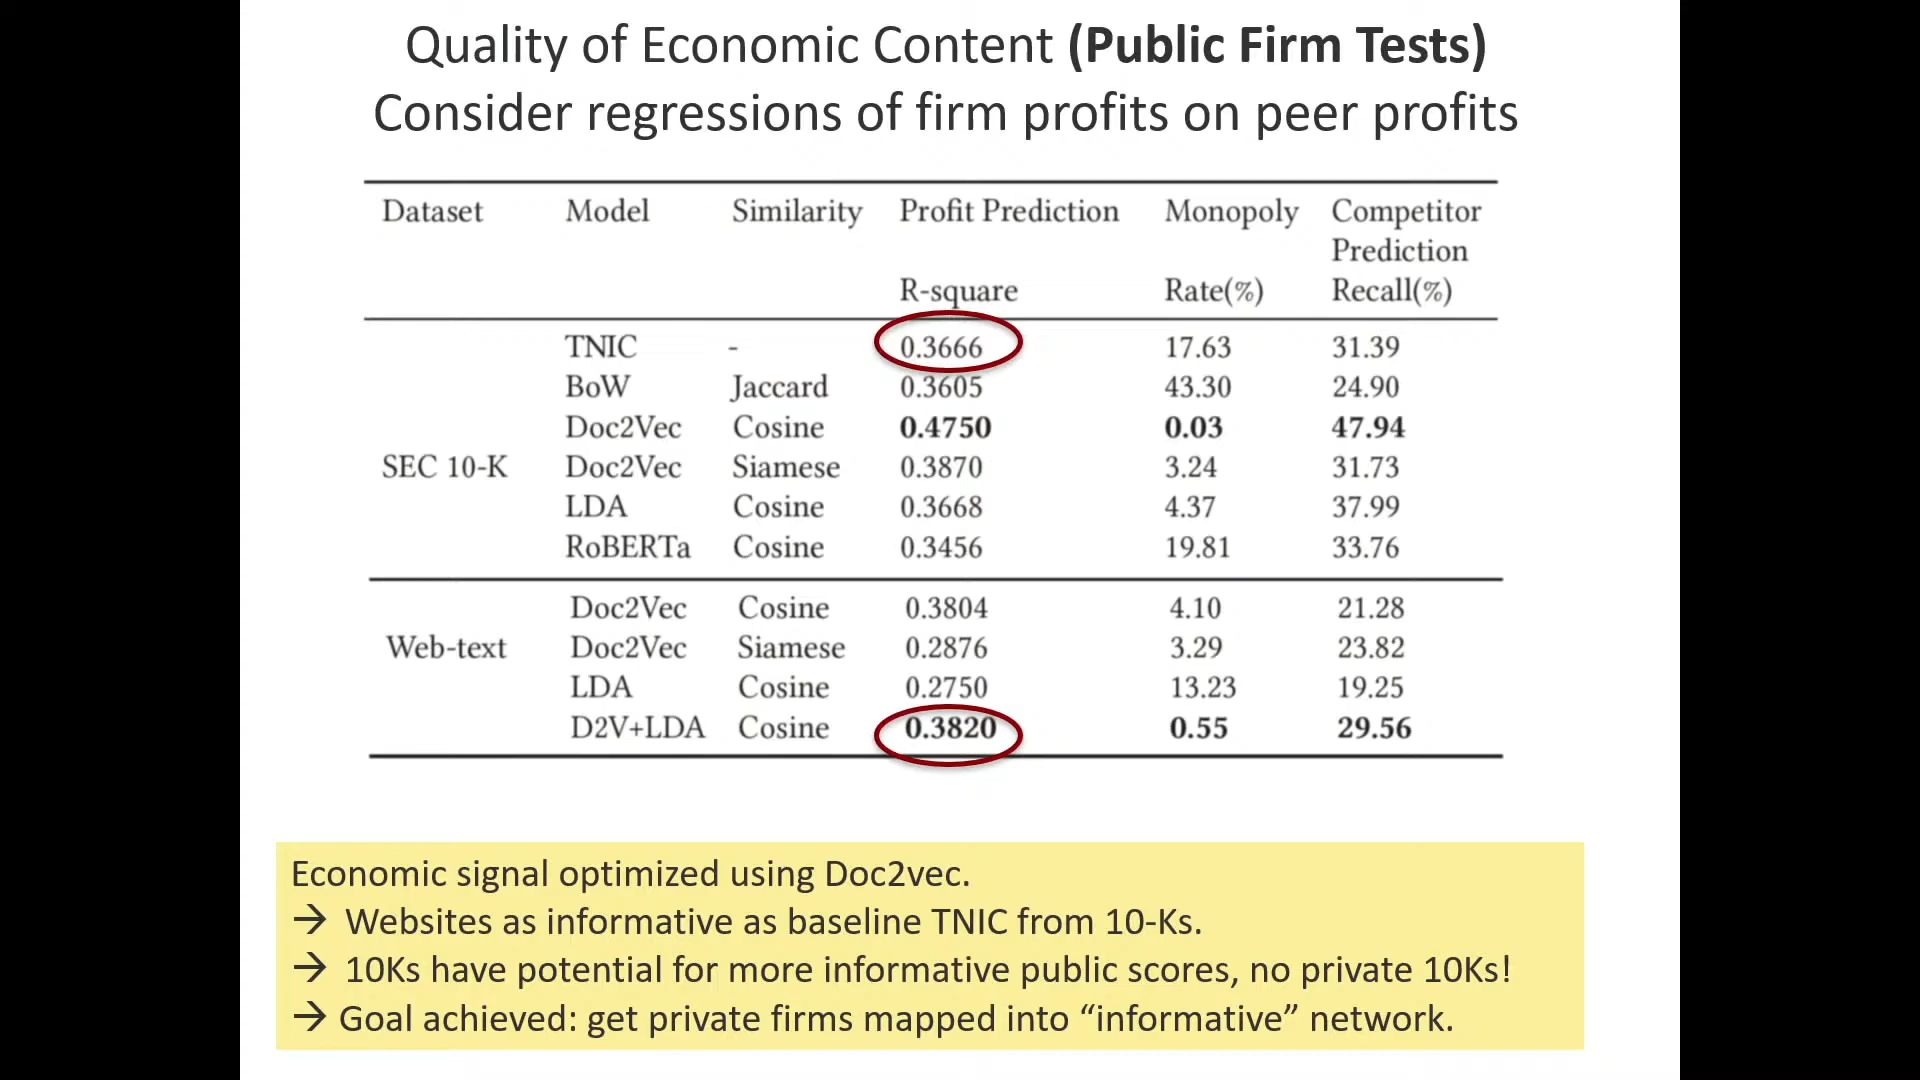 Quality of Economic Content (Public Firm Tests)
Consider regressions of firm profits on peer profits
Dataset Model Similarity Profit Prediction Monopoly Competitor
Prediction
R-square Rate(%) Recall(%)
TNIC - 0.3666 17.63 31.39
BoW Jaccard 0.3605 43.30 24.90
Doc2Vec Cosine 0.4750 0.03 47.94
SEC 10-K Doc2Vec Siamese 0.3870 3.24 31.73
LDA Cosine 0.3668 4.37 37.99
RoBERTa Cosine 0.3456 19.81 33.76
Doc2Vec Cosine 0.3804 4.10 21.28
Web-text Doc2Vec Siamese 0.2876 3.29 23.82
LDA Cosine 0.2750 13.23 19.25
D2V+LDA Cosine 0.3820 0.55 29.56
Economic signal optimized using Doc2vec.
→ Websites as informative as baseline TNIC from 10-Ks.
→ 10Ks have potential for more informative public scores, no private 10Ks!
→ Goal achieved: get private firms mapped into “informative” network.